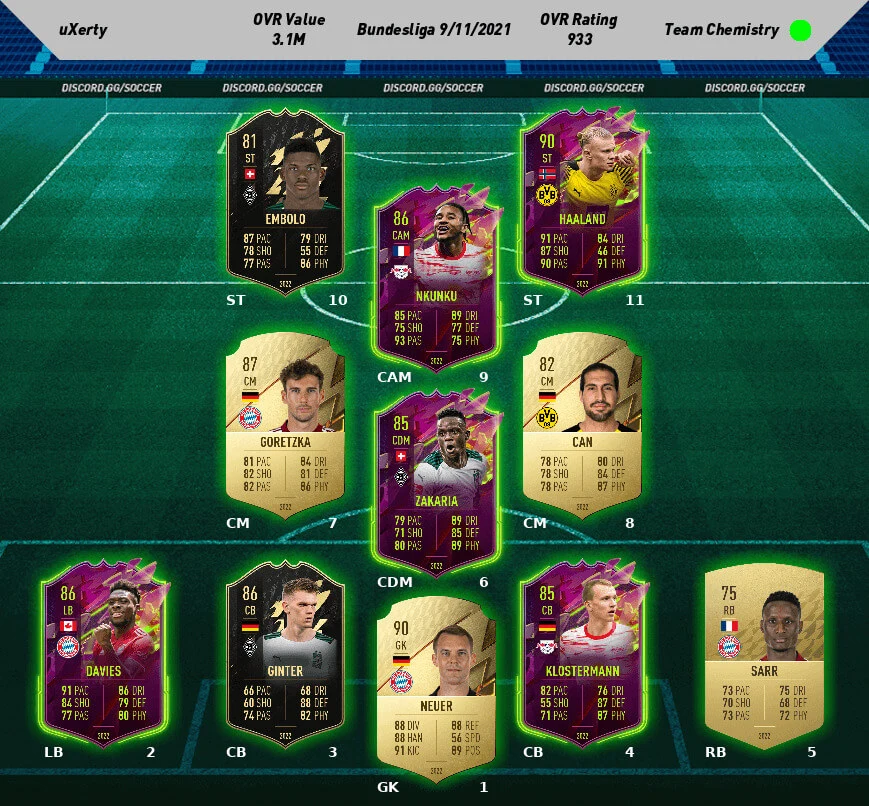 uXerty
OVR Value
3.1M
Bundesliga 9/11/2021
OVR Rating
933
Team Chemistry
DISCORD.GG/SOCCER
DISCORD.GG/SOCCER
DISCORD.GG/SOCCER
DISCORD.GG/SOCCER
DISCORD.GG/SOCCER
81
ST
EMBOLO
87 PAC 79 DRI
78 SHO 55 DEF
77 PAS 86 PHY
2022
ST 10
86
CAM
NKUNKU
85 PAC 89 DRI
75 SHO 77 DEF
93 PAS 75 PHY
2022
CAM 9
90
ST
BVB
09
HAALAND
91 PAC 84 DRI
87 SHO 46 DEF
90 PAS 91 PHY
2022
ST 11
87
CM
GORETZKA
81 PAC 84 DRI
82 SHO 81 DEF
82 PAS 86 PHY
2022
CM 7
85
CDM
ZAKARIA
79 PAC 89 DRI
71 SHO 85 DEF
80 PAS 89 PHY
2022
CDM 6
82
CM
BVB
09
CAN
78 PAC 80 DRI
78 SHO 84 DEF
78 PAS 87 PHY
2022
CM 8
86
LB
DAVIES
91 PAC 86 DRI
84 SHO 79 DEF
77 PAS 80 PHY
2022
LB 2
86
CB
GINTER
66 PAC 68 DRI
60 SHO 88 DEF
74 PAS 82 PHY
2022
CB 3
90
GK
NEUER
88 DIV 88 REF
88 HAN 56 SPD
91 KIC 89 POS
2022
GK 1
85
CB
KLOSTERMANN
82 PAC 76 DRI
55 SHO 87 DEF
71 PAS 87 PHY
2022
CB 4
75
RB
SARR
73 PAC 75 DRI
70 SHO 68 DEF
73 PAS 72 PHY
2022
RB 5